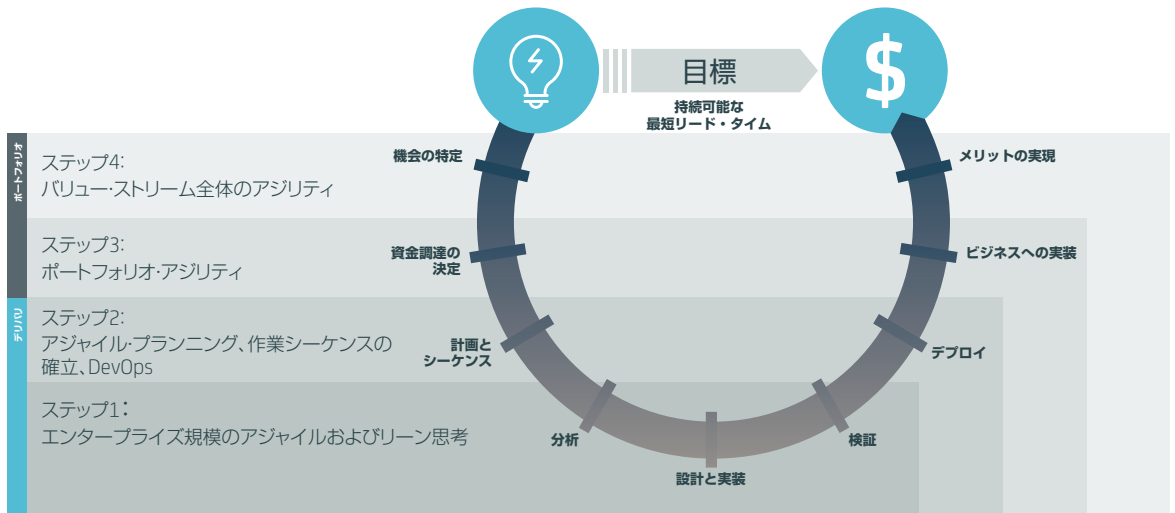 目標
$
持続可能な
最短リード・タイム
ポートフォリオ
ステップ4:
バリュー・ストリーム全体のアジリティ
機会の特定
メリットの実現
ステップ3:
ポートフォリオ・アジリティ
資金調達の
決定
ビジネスへの実装
デリバリ
ステップ2:
アジャイル・プランニング、作業シーケンスの
確立、DevOps
計画と
シーケンス
デプロイ
ステップ1：
エンタープライズ規模のアジャイルおよびリーン思考
分析
検証
設計と実装